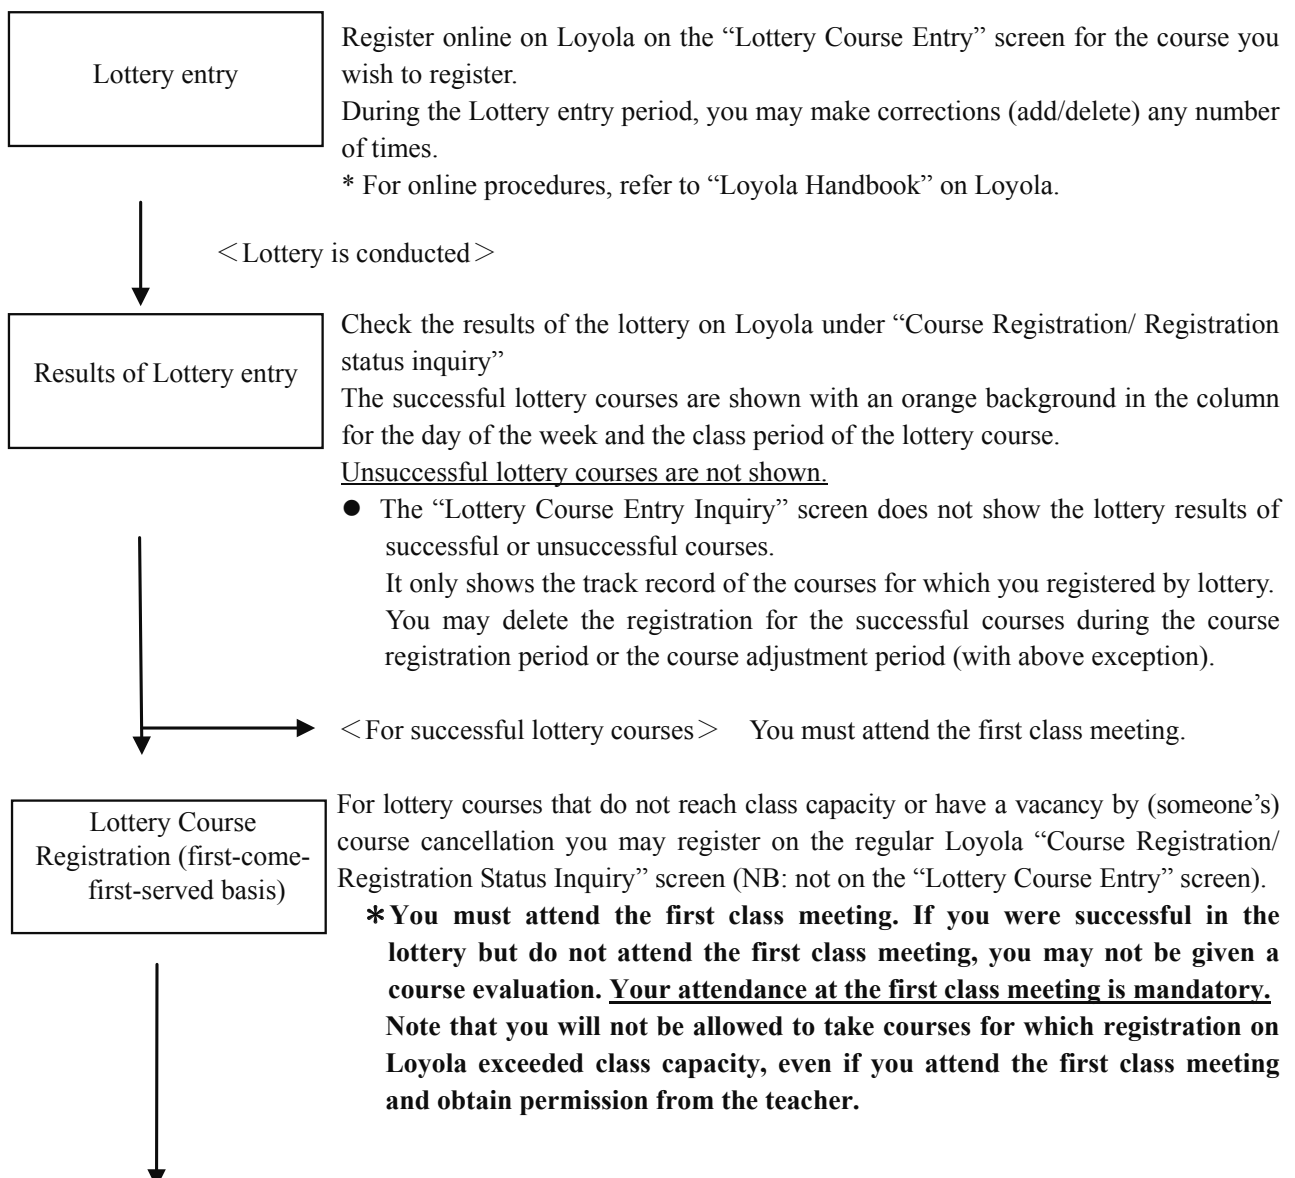 Lottery entry
Register online on Loyola on the “Lottery Course Entry” screen for the course you
wish to register.
During the Lottery entry period, you may make corrections (add/delete) any number
of times.
* For online procedures, refer to “Loyola Handbook” on Loyola.
＜Lottery is conducted＞
Results of Lottery entry
Check the results of the lottery on Loyola under “Course Registration/ Registration
status inquiry”
The successful lottery courses are shown with an orange background in the column
for the day of the week and the class period of the lottery course.
Unsuccessful lottery courses are not shown.
● The “Lottery Course Entry Inquiry” screen does not show the lottery results of
successful or unsuccessful courses.
It only shows the track record of the courses for which you registered by lottery.
You may delete the registration for the successful courses during the course
registration period or the course adjustment period (with above exception).
＜For successful lottery courses＞ You must attend the first class meeting.
Lottery Course
Registration (first-come-
first-served basis)
For lottery courses that do not reach class capacity or have a vacancy by (someone’s)
course cancellation you may register on the regular Loyola “Course Registration/
Registration Status Inquiry” screen (NB: not on the “Lottery Course Entry” screen).
＊You must attend the first class meeting. If you were successful in the
lottery but do not attend the first class meeting, you may not be given a
course evaluation. Your attendance at the first class meeting is mandatory.
Note that you will not be allowed to take courses for which registration on
Loyola exceeded class capacity, even if you attend the first class meeting
and obtain permission from the teacher.